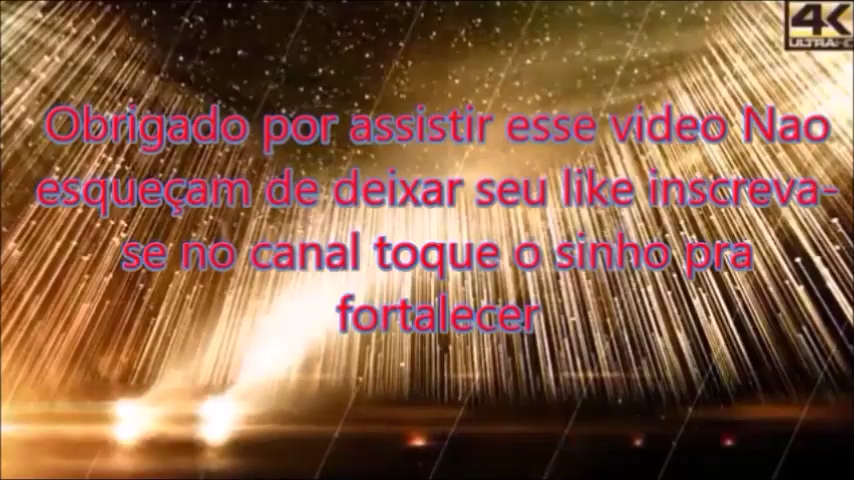 4K
ULTRA HD
Obrigado por assistir esse video Nao
esqueçam de deixar seu like inscreva-
se no canal toque o sinho pra
fortalecer